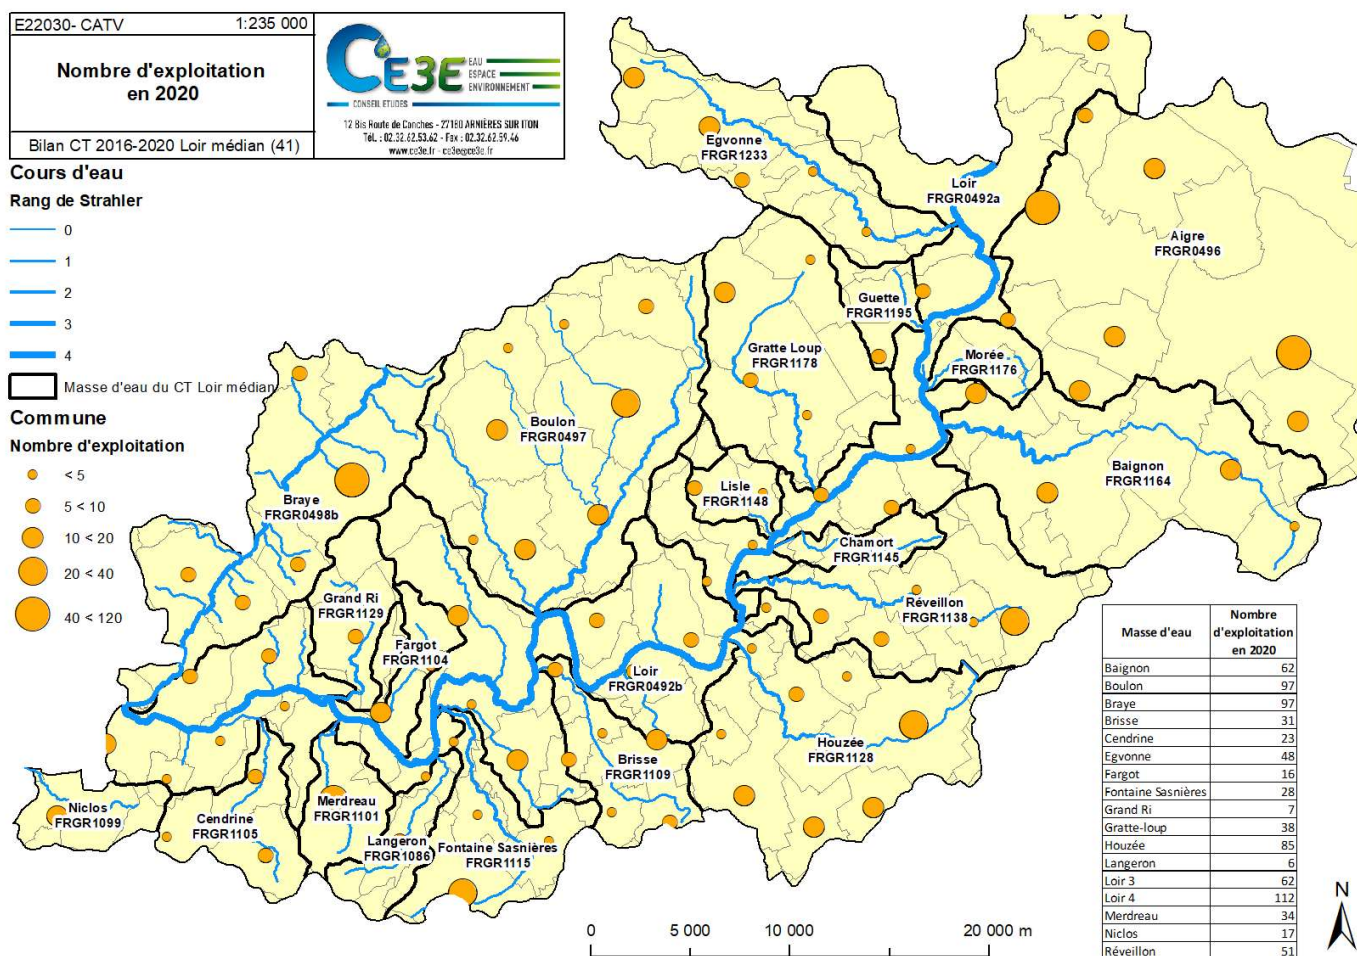 E22030- CATV 1:235 000
Nombre d'exploitation
en 2020
Bilan CT 2016-2020 Loir médian (41)
CE3E
EAU
ESPACE
ENVIRONNEMENT
CONSEIL ETUDES
12 Bis Route de Conches - 27180 ARNIÈRES SUR ITON
Tél. : 02.32.62.53.62 - Fax : 02.32.62.59.46
www.ce3e.fr - ce3e@ce3e.fr
Cours d'eau
Rang de Strahler
0
1
2
3
4
Masse d'eau du CT Loir médian
Commune
Nombre d'exploitation
< 5
5 < 10
10 < 20
20 < 40
40 < 120
Egvonne
FRGR1233
Loir
FRGR0492a
Aigre
FRGR0496
Guette
FRGR1195
Gratte Loup
FRGR1178
Morée
FRGR1176
Boulon
FRGR0497
Baignon
FRGR1164
Lisle
FRGR1148
Braye
FRGR0498b
Chamort
FRGR1145
Grand Ri
FRGR1129
Réveillon
FRGR1138
Fargot
FRGR1104
Loir
FRGR0492b
Houzée
FRGR1128
Brisse
FRGR1109
Niclos
FRGR1099
Cendrine
FRGR1105
Merdreau
FRGR1101
Langeron
FRGR1086
Fontaine Sasnières
FRGR1115
Masse d'eau Nombre d'exploitation en 2020
Baignon 62
Boulon 97
Braye 97
Brisse 31
Cendrine 23
Egvonne 48
Fargot 16
Fontaine Sasnières 28
Grand Ri 7
Gratte-loup 38
Houzée 85
Langeron 6
Loir 3 62
Loir 4 112
Merdreau 34
Niclos 17
Réveillon 51
N
0 5 000 10 000 20 000 m